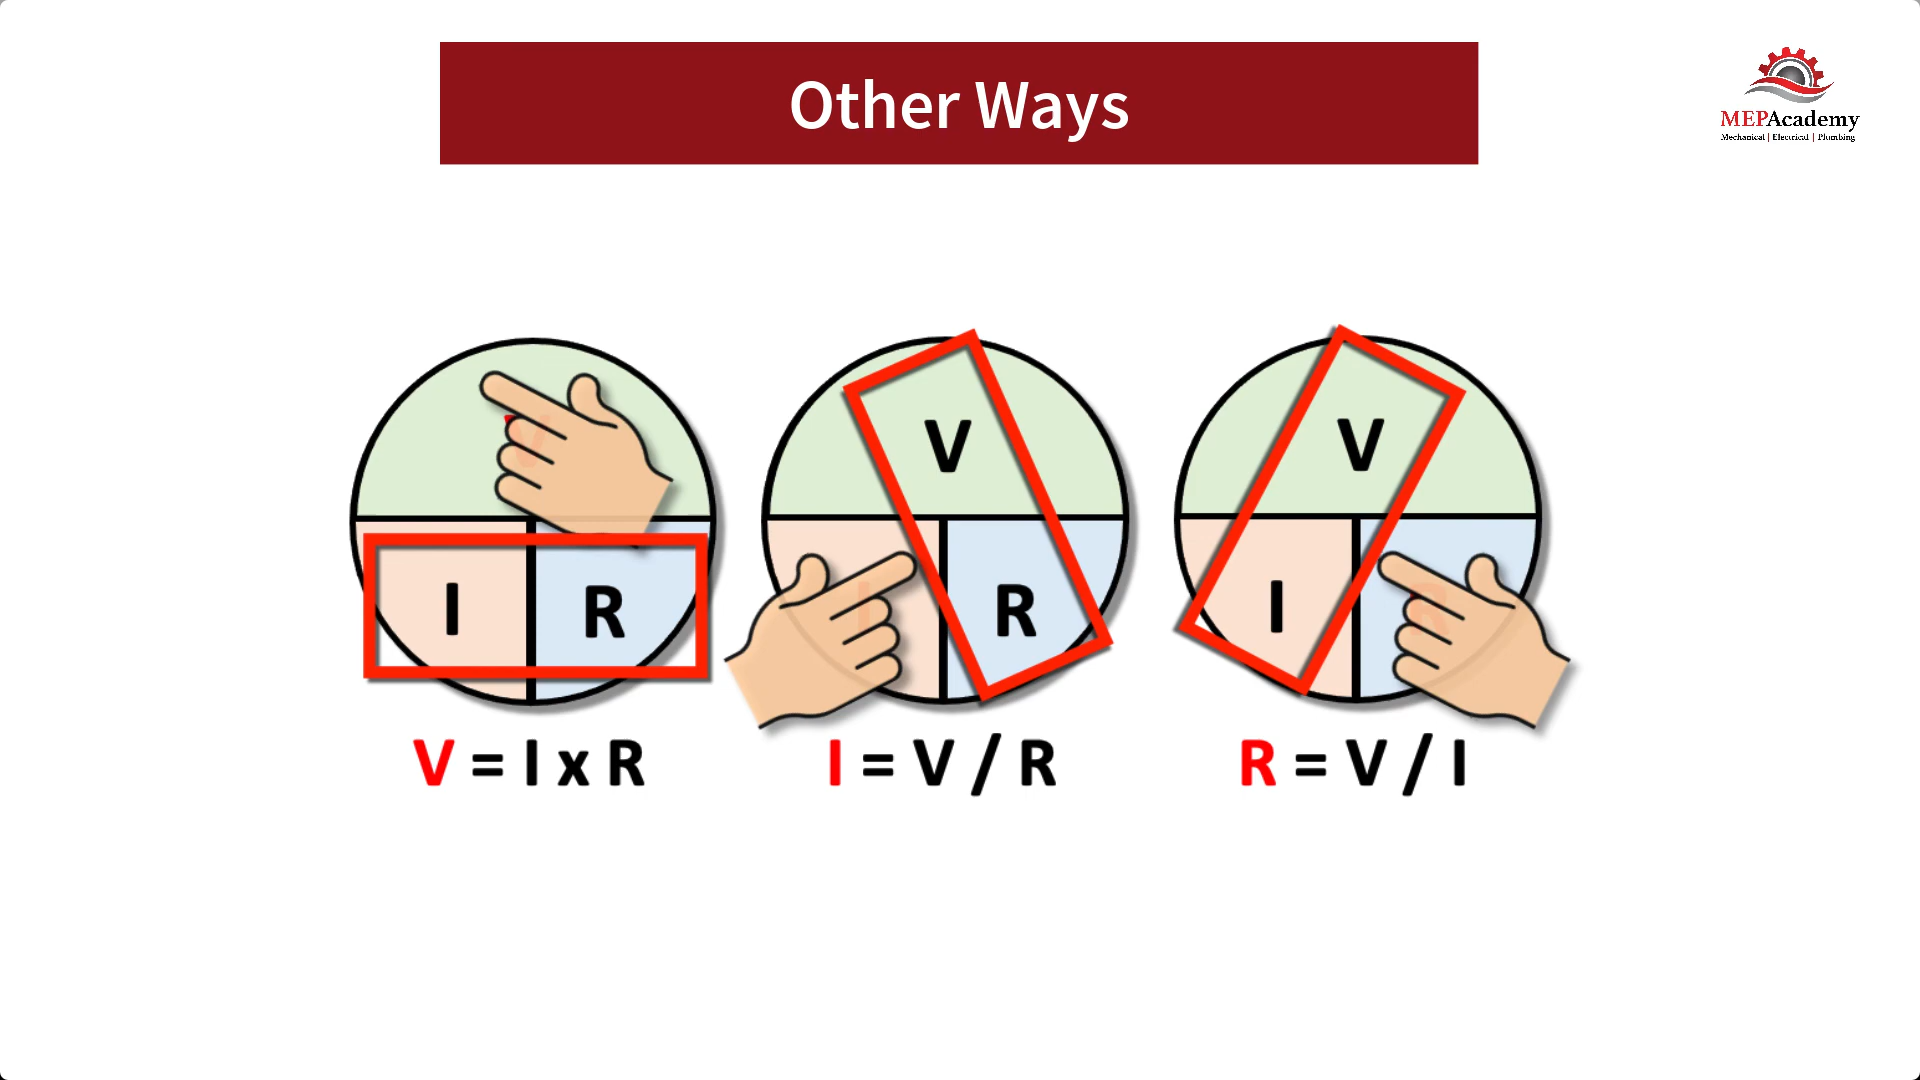 Other Ways
MEPAcademy
Mechanical | Electrical | Plumbing
V
I R
V = I x R
V
I R
I = V / R
V
I R
R = V / I